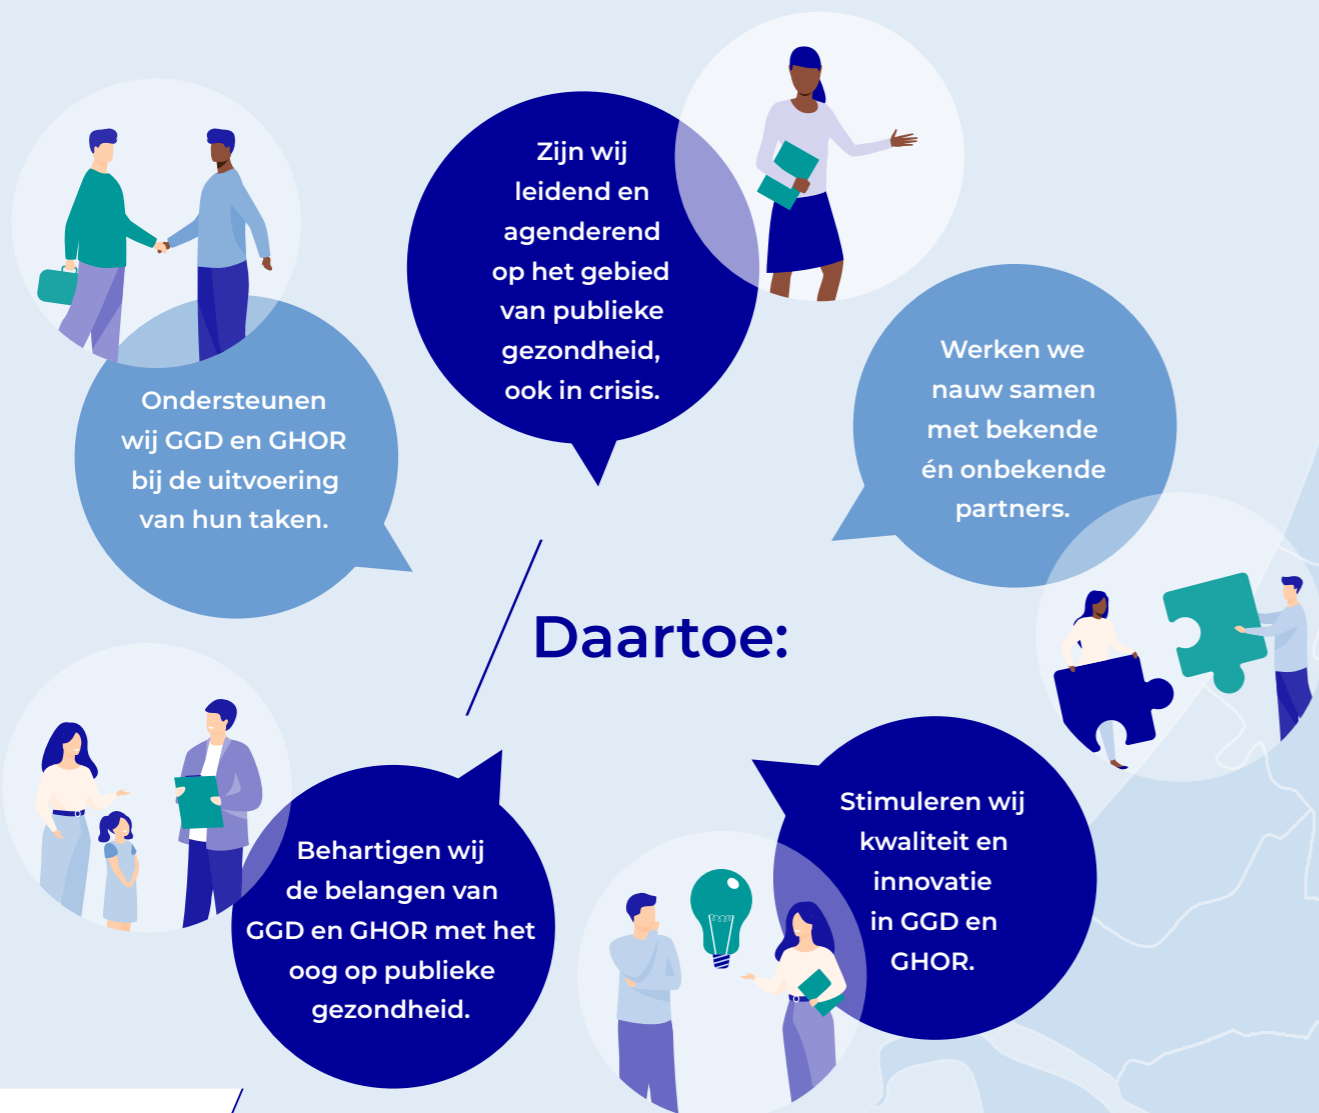 Zijn wij
leidend en
agenderend
op het gebied
van publieke
gezondheid,
ook in crisis.
Ondersteunen
wij GGD en GHOR
bij de uitvoering
van hun taken.
Werken we
nauw samen
met bekende
én onbekende
partners.
Daartoe:
Behartigen wij
de belangen van
GGD en GHOR met het
oog op publieke
gezondheid.
Stimuleren wij
kwaliteit en
innovatie
in GGD en
GHOR.